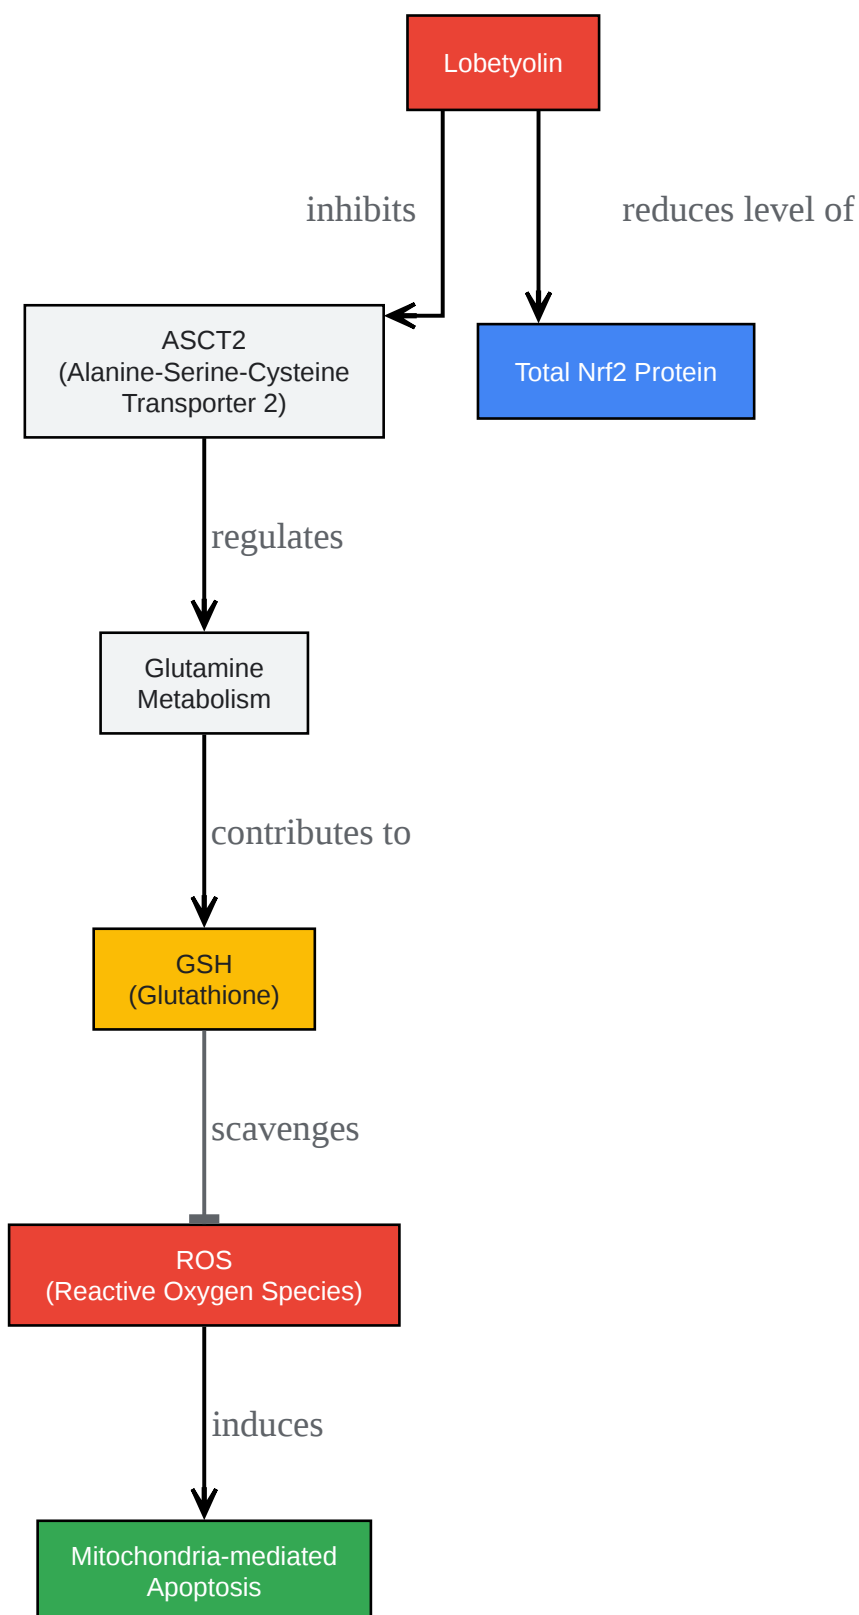 Lobetyolin
inhibits
reduces level of
ASCT2
(Alanine-Serine-Cysteine
Transporter 2)
Total Nrf2 Protein
regulates
Glutamine
Metabolism
contributes to
GSH
(Glutathione)
scavenges
ROS
(Reactive Oxygen Species)
induces
Mitochondria-mediated
Apoptosis